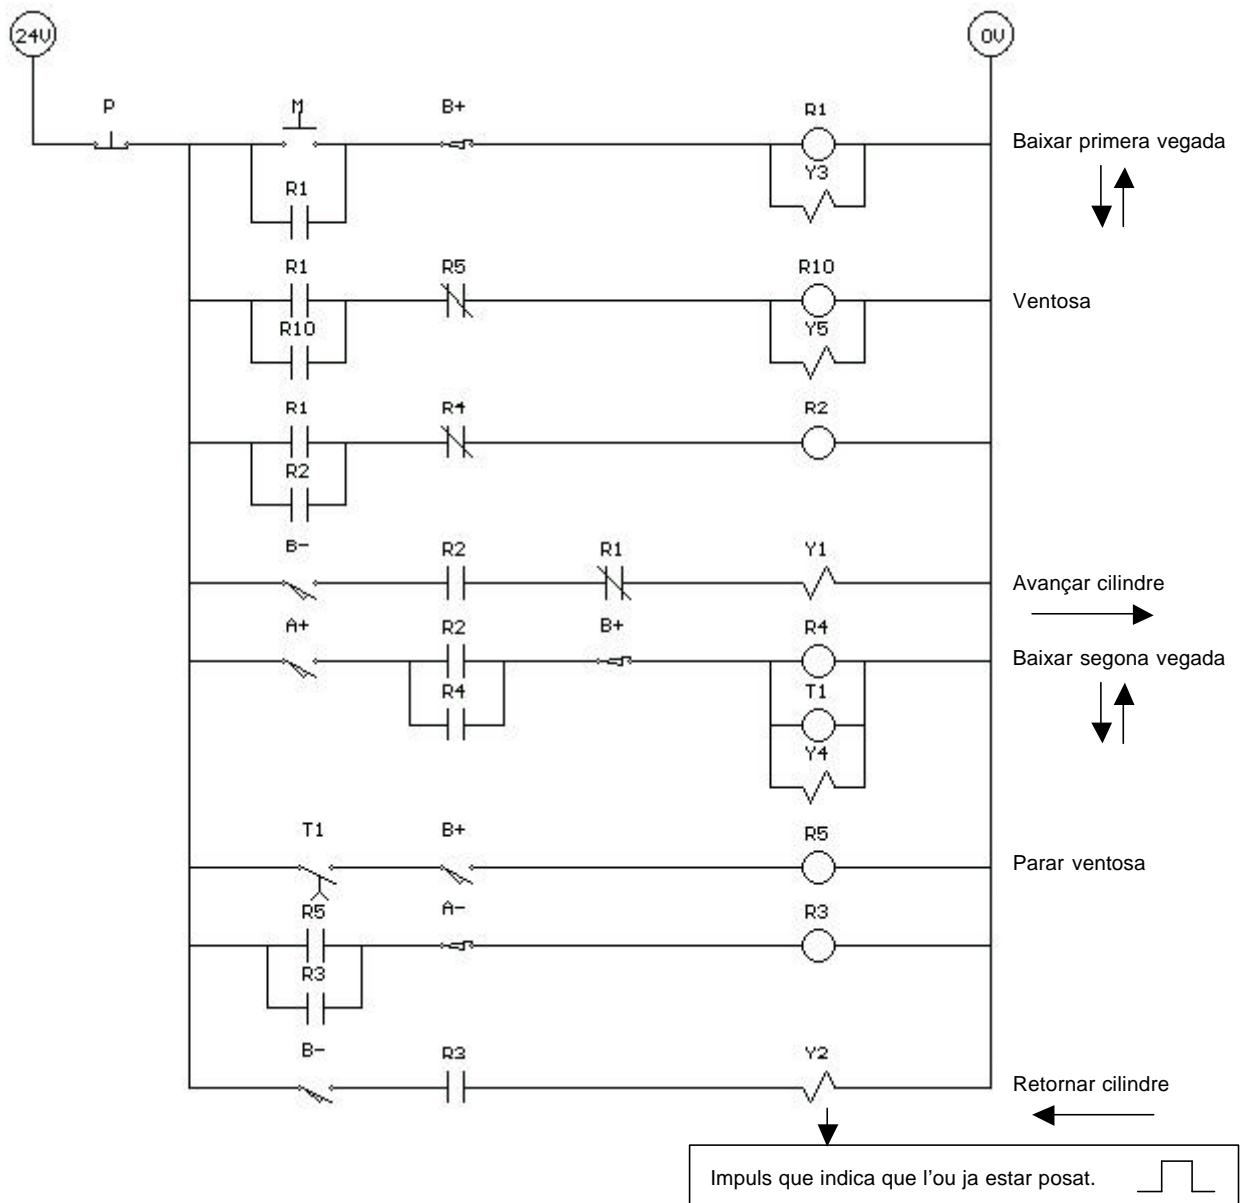 24V 0V
P M B+ R1
Baixar primera vegada
Y3
R1
R1 R5 R10
Ventosa
R10 Y5
R1 R4 R2
R2
B- R2 R1 Y1
Avançar cilindre
A+ R2 B+ R4
Baixar segona vegada
R4 T1
Y4
T1 B+ R5
Parar ventosa
R5 A- R3
R3
B- R3 Y2
Retornar cilindre
Impuls que indica que l'ou ja estar posat.